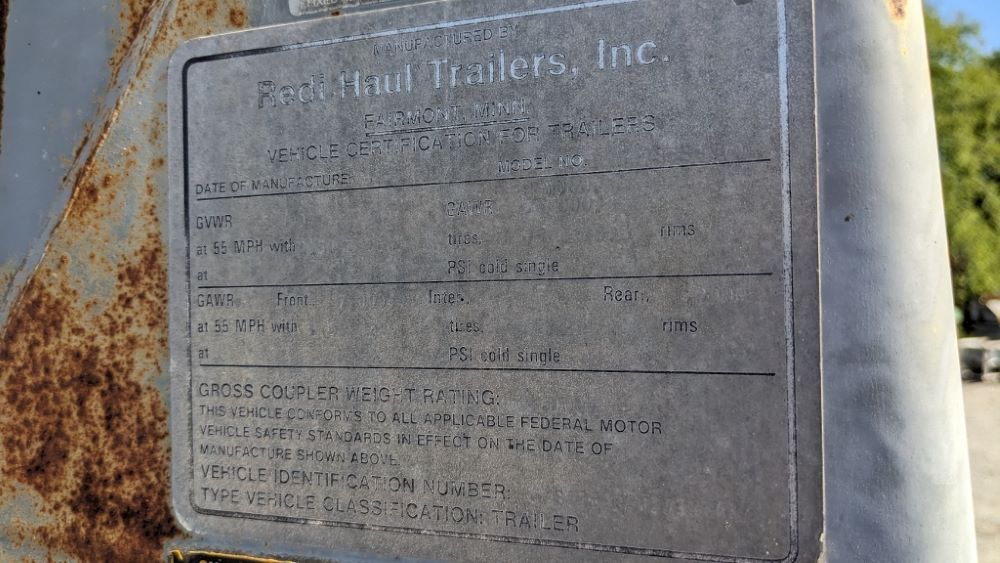 MANUFACTURED BY
Redi Haul Trailers, Inc.
FAIRMONT, MINN.
VEHICLE CERTIFICATION FOR TRAILERS
DATE OF MANUFACTURE MODEL NO.
GVWR GAWR
at 55 MPH with tires, rims
at PSI cold single
GAWR Front Inter. Rear
at 55 MPH with tires, rims
at PSI cold single
GROSS COUPLER WEIGHT RATING:
THIS VEHICLE CONFORMS TO ALL APPLICABLE FEDERAL MOTOR
VEHICLE SAFETY STANDARDS IN EFFECT ON THE DATE OF
MANUFACTURE SHOWN ABOVE.
VEHICLE IDENTIFICATION NUMBER:
TYPE VEHICLE CLASSIFICATION: TRAILER